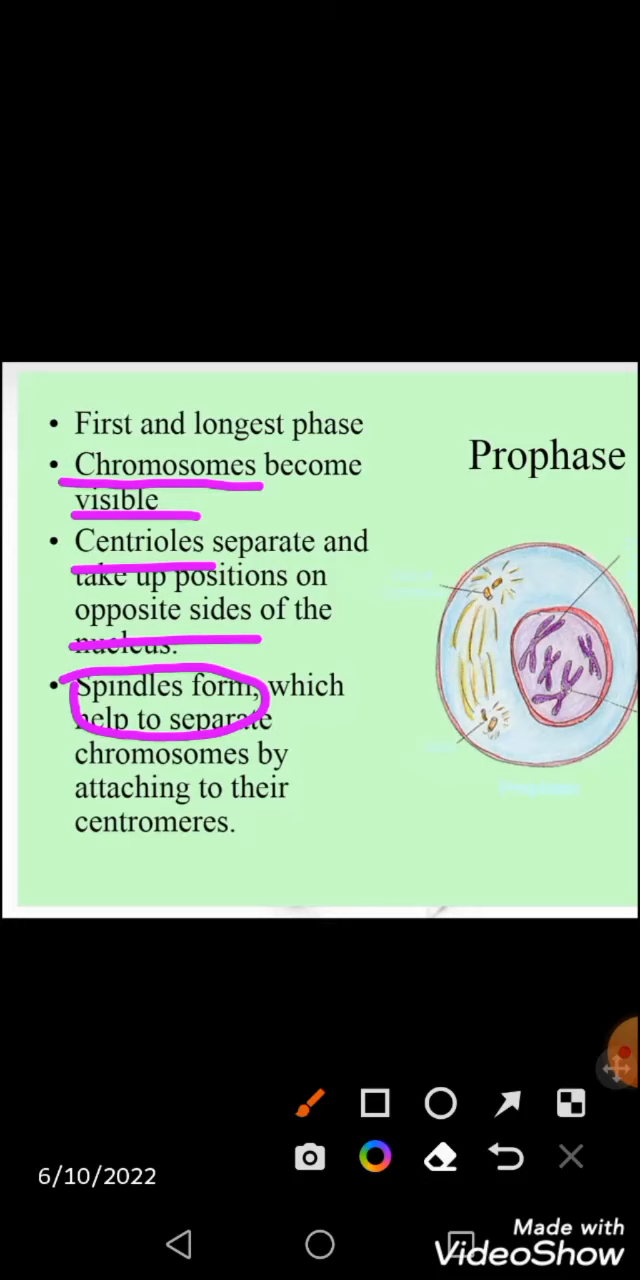 • First and longest phase
• Chromosomes become
visible
• Centrioles separate and
take up positions on
opposite sides of the
nucleus.
• Spindles form, which
help to separate
chromosomes by
attaching to their
centromeres.
Prophase
6/10/2022
Made with
VideoShow